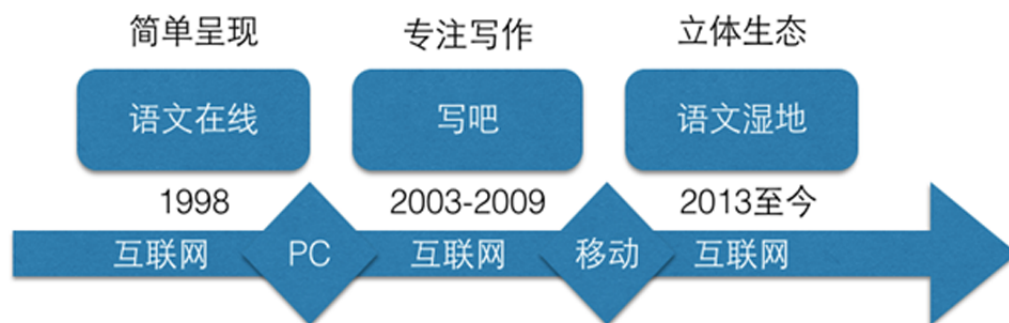 简单呈现 专注写作 立体生态
语文在线 写吧 语文湿地
1998 2003-2009 2013至今
互联网 PC 互联网 移动 互联网